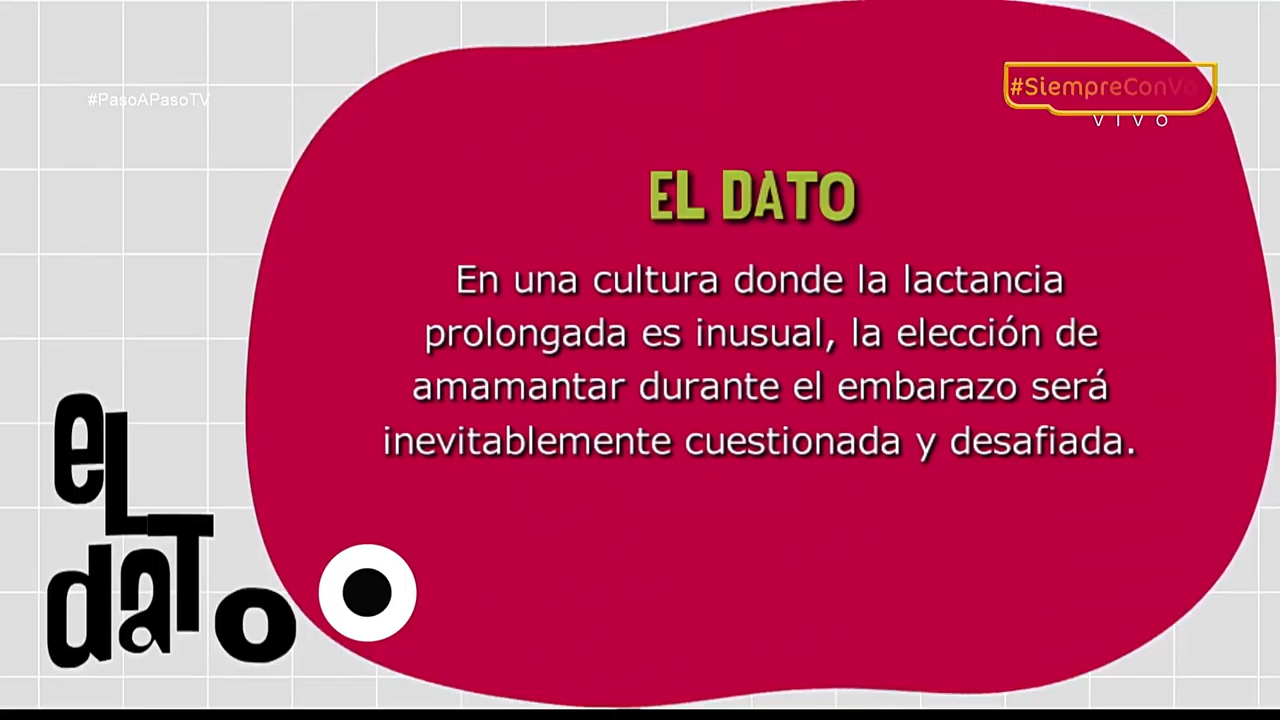 #PasoAPasoTV
#SiempreConVo
VIVO
EL DATO
En una cultura donde la lactancia
prolongada es inusual, la elección de
amamantar durante el embarazo será
inevitablemente cuestionada y desafiada.
eL
daTo